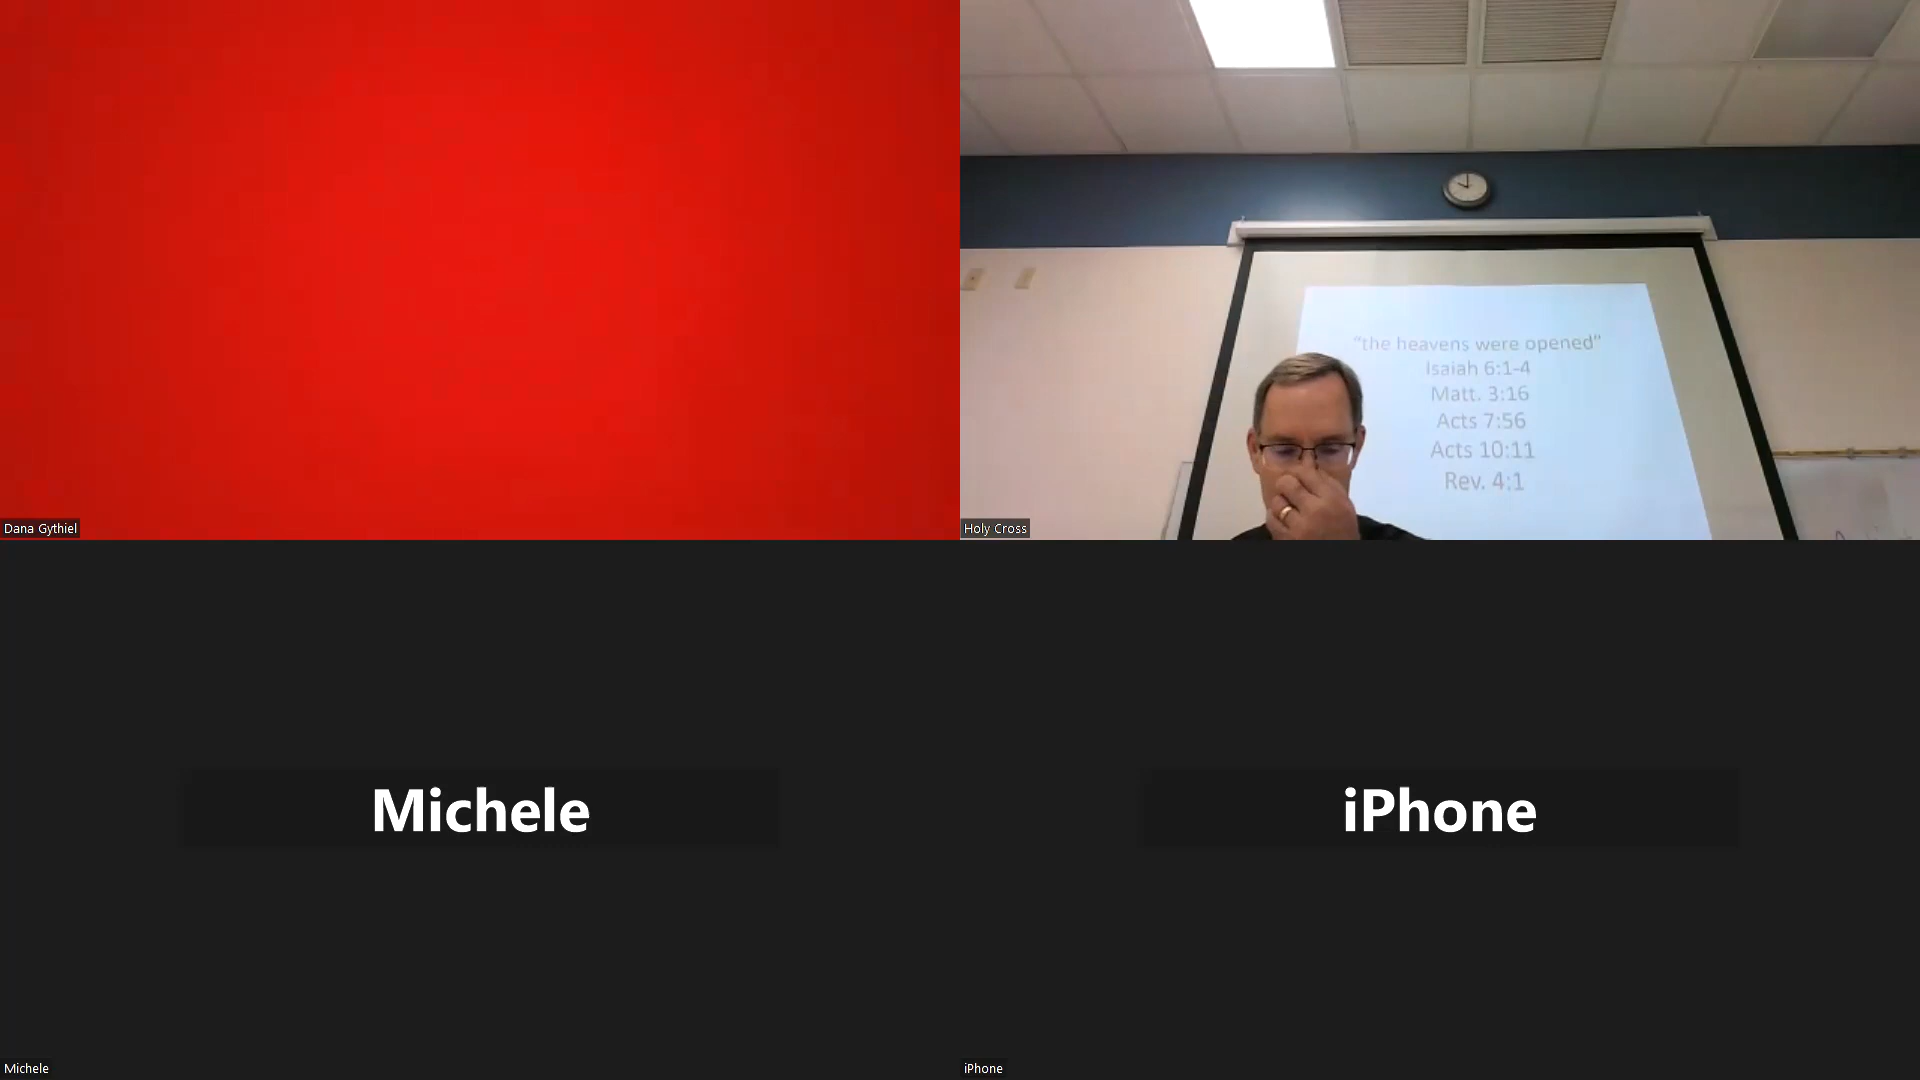 Dana Gythiel
"the heavens were opened"
Isaiah 6:1-4
Matt. 3:16
Acts 7:56
Acts 10:11
Rev. 4:1
Holy Cross
Michele
iPhone
Michele
iPhone